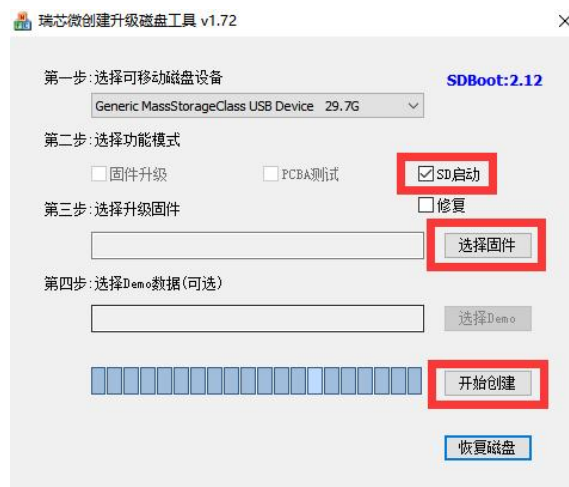 瑞芯微创建升级磁盘工具 v1.72
第一步:选择可移动磁盘设备
SDBoot:2.12
Generic MassStorageClass USB Device 29.7G
第二步:选择功能模式
固件升级 PCBA测试 SD启动
第三步:选择升级固件 修复
选择固件
第四步:选择Demo数据(可选)
选择Demo
开始创建
恢复磁盘